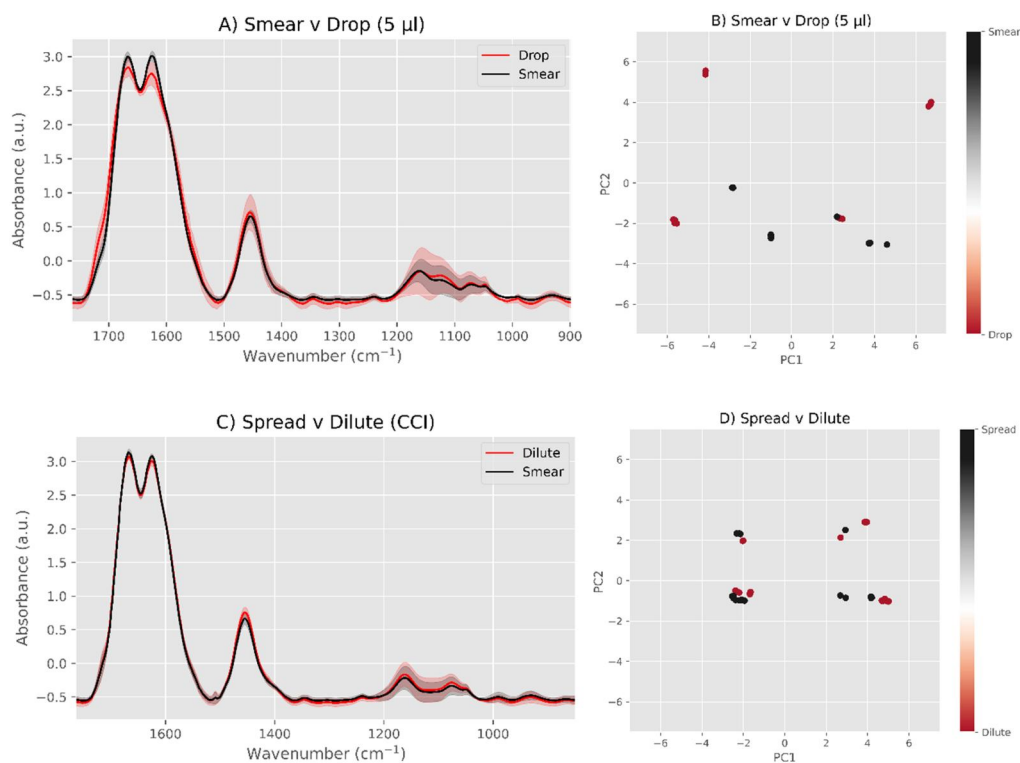 A) Smear v Drop (5 µl)
Drop
Smear
Absorbance (a.u.)
3.0
2.5
2.0
1.5
1.0
0.5
0.0
−0.5
1700 1600 1500 1400 1300 1200 1100 1000 900
Wavenumber (cm⁻¹)
B) Smear v Drop (5 µl)
PC2
6
4
2
0
−2
−4
−6
−6 −4 −2 0 2 4 6
PC1
Smear
Drop
C) Spread v Dilute (CCI)
Dilute
Smear
Absorbance (a.u.)
3.0
2.5
2.0
1.5
1.0
0.5
0.0
−0.5
1600 1400 1200 1000
Wavenumber (cm⁻¹)
D) Spread v Dilute
PC2
6
4
2
0
−2
−4
−6
−6 −4 −2 0 2 4 6
PC1
Spread
Dilute